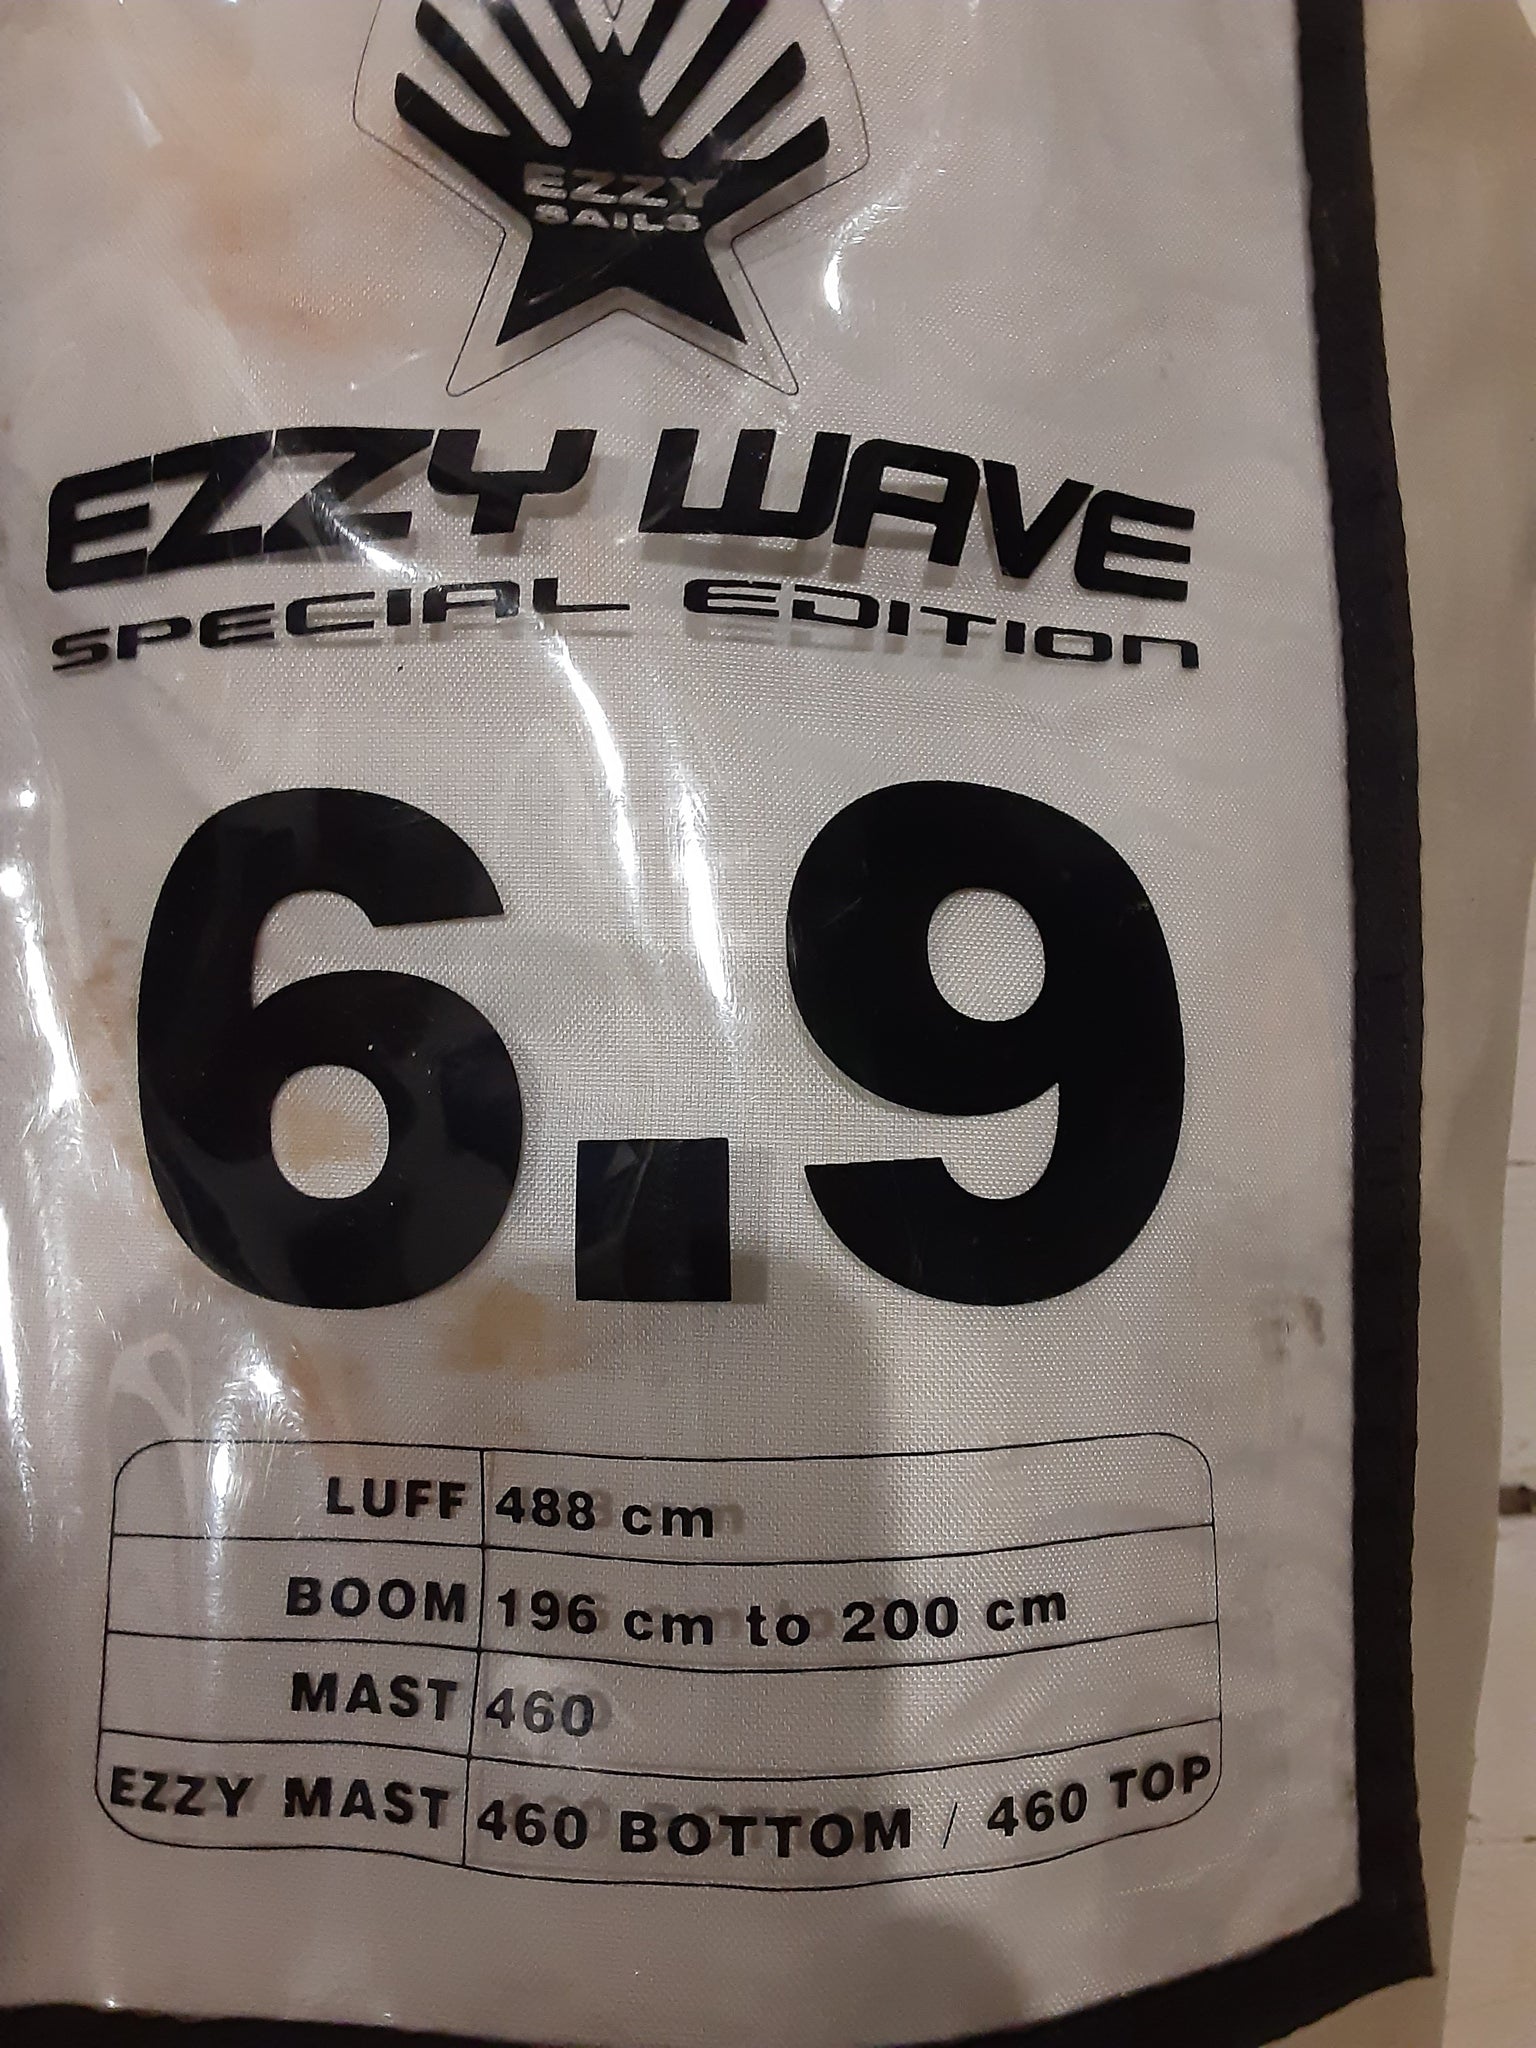 EZZY
SAILS
EZZY WAVE
SPECIAL EDITION
6.9
LUFF 488 cm
BOOM 196 cm to 200 cm
MAST 460
EZZY MAST 460 BOTTOM / 460 TOP